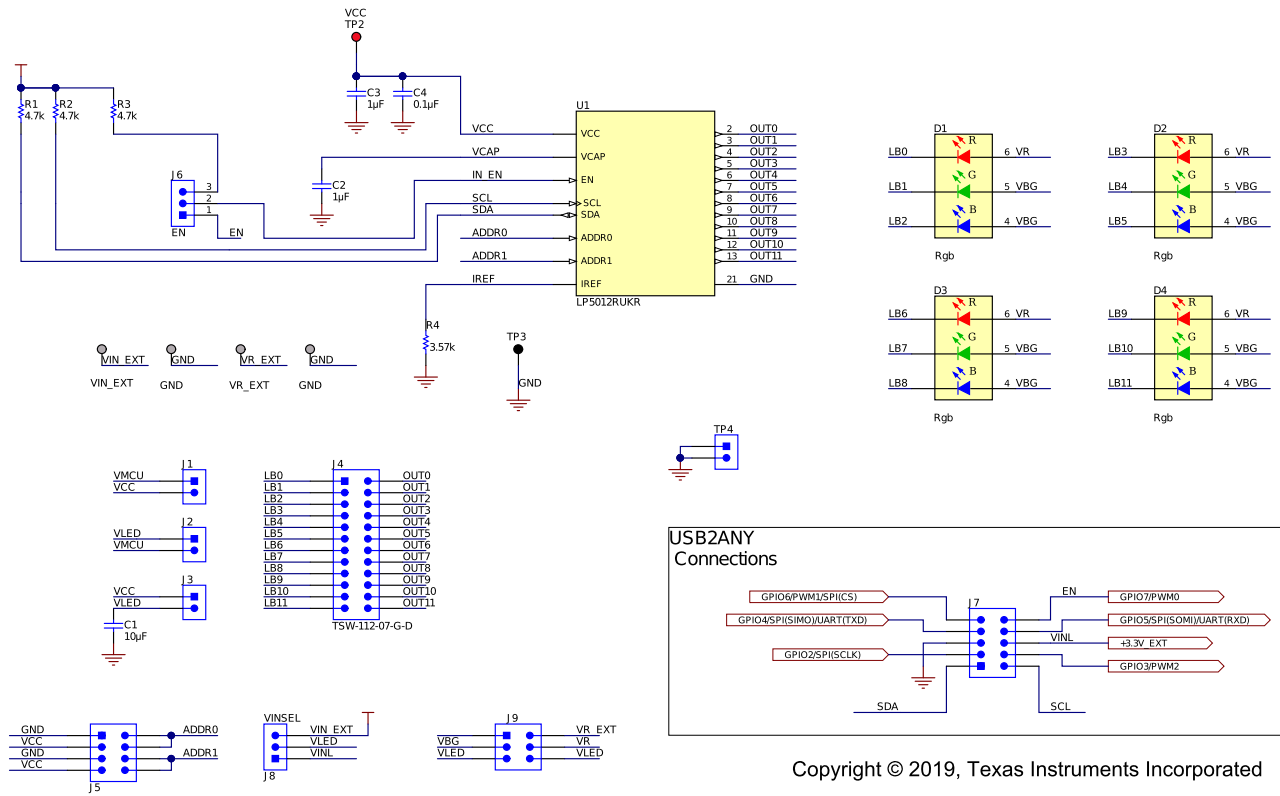 VCC
TP2
R1
4.7k
R2
4.7k
R3
4.7k
C3
1µF
C4
0.1µF
U1
VCC
VCAP
IN_EN
SCL
SDA
ADDR0
ADDR1
IREF
VCC
VCAP
EN
SCL
SDA
ADDR0
ADDR1
IREF
2 OUT0
3 OUT1
4 OUT2
5 OUT3
6 OUT4
7 OUT5
8 OUT6
9 OUT7
10 OUT8
11 OUT9
12 OUT10
13 OUT11
21 GND
LP5012RUKR
C2
1µF
J6
3
2
1
EN
EN
R4
3.57k
D1
LB0 R 6 VR
LB1 G 5 VBG
LB2 B 4 VBG
Rgb
D2
LB3 R 6 VR
LB4 G 5 VBG
LB5 B 4 VBG
Rgb
D3
LB6 R 6 VR
LB7 G 5 VBG
LB8 B 4 VBG
Rgb
D4
LB9 R 6 VR
LB10 G 5 VBG
LB11 B 4 VBG
Rgb
VIN_EXT
VIN_EXT
GND
GND
VR_EXT
VR_EXT
GND
GND
TP3
GND
TP4
J1
VMCU
VCC
J2
VLED
VMCU
J3
VCC
VLED
C1
10µF
J4
LB0 OUT0
LB1 OUT1
LB2 OUT2
LB3 OUT3
LB4 OUT4
LB5 OUT5
LB6 OUT6
LB7 OUT7
LB8 OUT8
LB9 OUT9
LB10 OUT10
LB11 OUT11
TSW-112-07-G-D
USB2ANY
Connections
GPIO6/PWM1/SPI(CS)
GPIO4/SPI(SIMO)/UART(TXD)
GPIO2/SPI(SCLK)
SDA
J7
EN
VINL
SCL
GPIO7/PWM0
GPIO5/SPI(SOMI)/UART(RXD)
+3.3V_EXT
GPIO3/PWM2
GND
VCC
GND
VCC
ADDR0
ADDR1
J5
VINSEL
VIN_EXT
VLED
VINL
J8
J9
VBG
VLED
VR_EXT
VR
VLED
Copyright © 2019, Texas Instruments Incorporated